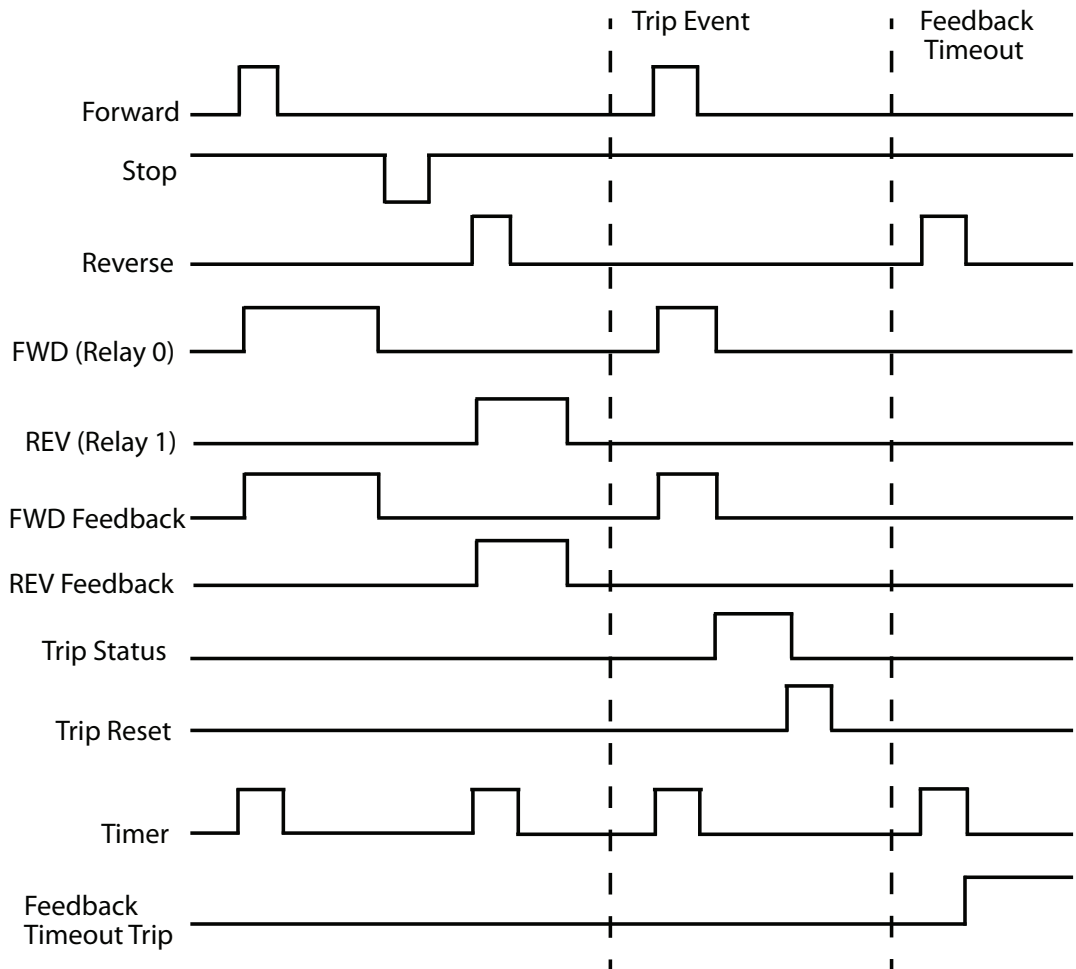 Trip Event
Feedback
Timeout
Forward
Stop
Reverse
FWD (Relay 0)
REV (Relay 1)
FWD Feedback
REV Feedback
Trip Status
Trip Reset
Timer
Feedback
Timeout Trip